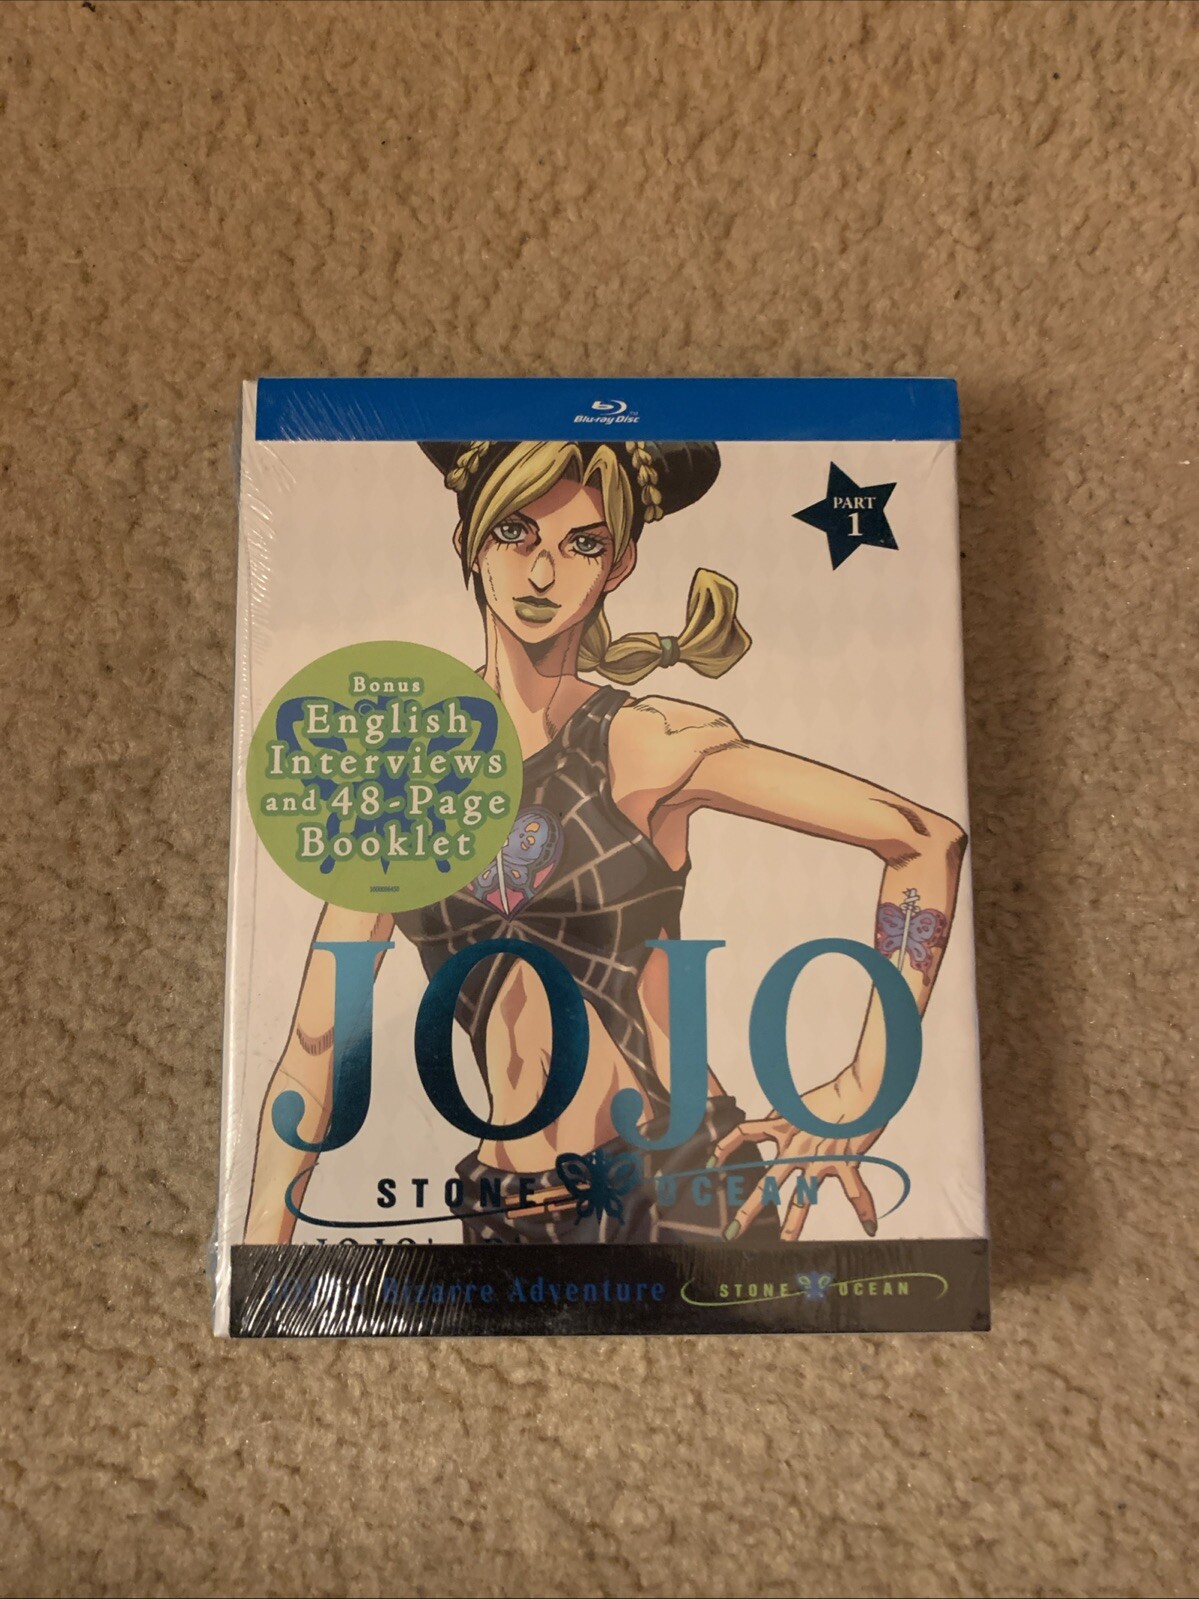 Blu-ray Disc
PART
1
Bonus
English
Interviews
and 48-Page
Booklet
JOJO
STONE OCEAN
JOJO's Bizarre Adventure STONE OCEAN